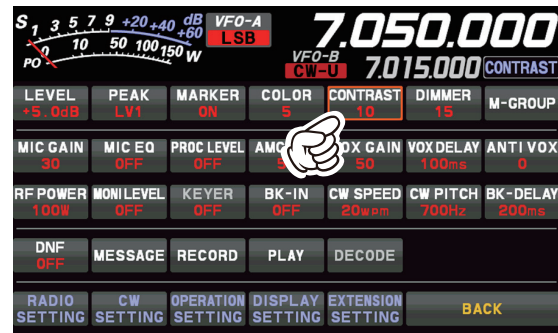 S 1 3 5 7 9 +20 +40 +60 dB
PO 0 10 50 100 150 W
VFO-A
LSB
7.050.000
VFO-B
CW-U
7.015.000
CONTRAST
LEVEL PEAK MARKER COLOR CONTRAST DIMMER M-GROUP
+5.0dB LV1 ON 5 10 15
MIC GAIN MIC EQ PROC LEVEL GAIN VOX DELAY ANTI VOX
30 OFF OFF 50 100ms 0
RF POWER MONI LEVEL KEYER BK-IN CW SPEED CW PITCH BK-DELAY
100W OFF OFF OFF 20wpm 700Hz 200ms
DNF MESSAGE RECORD PLAY DECODE
OFF
RADIO CW OPERATION DISPLAY EXTENSION BACK
SETTING SETTING SETTING SETTING SETTING